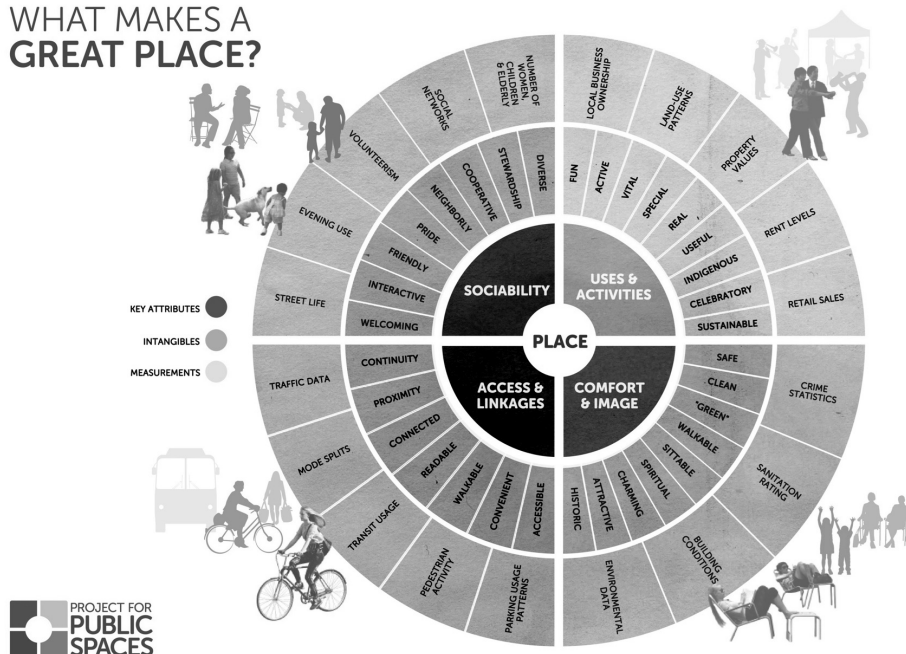 WHAT MAKES A
GREAT PLACE?
KEY ATTRIBUTES
INTANGIBLES
MEASUREMENTS
PLACE
SOCIABILITY
USES &
ACTIVITIES
ACCESS &
LINKAGES
COMFORT
& IMAGE
WELCOMING
INTERACTIVE
FRIENDLY
PRIDE
NEIGHBORLY
COOPERATIVE
STEWARDSHIP
DIVERSE
FUN
ACTIVE
VITAL
SPECIAL
REAL
USEFUL
INDIGENOUS
CELEBRATORY
SUSTAINABLE
SAFE
CLEAN
"GREEN"
WALKABLE
SITTABLE
SPIRITUAL
CHARMING
ATTRACTIVE
HISTORIC
ACCESSIBLE
CONVENIENT
WALKABLE
READABLE
CONNECTED
PROXIMITY
CONTINUITY
STREET LIFE
EVENING USE
VOLUNTEERISM
SOCIAL
NETWORKS
NUMBER OF
WOMEN,
CHILDREN
& ELDERLY
LOCAL BUSINESS
OWNERSHIP
LAND-USE
PATTERNS
PROPERTY
VALUES
RENT LEVELS
RETAIL SALES
CRIME
STATISTICS
SANITATION
RATING
BUILDING
CONDITIONS
ENVIRONMENTAL
DATA
PARKING USAGE
PATTERNS
PEDESTRIAN
ACTIVITY
TRANSIT USAGE
MODE SPLITS
TRAFFIC DATA
PROJECT FOR
PUBLIC
SPACES